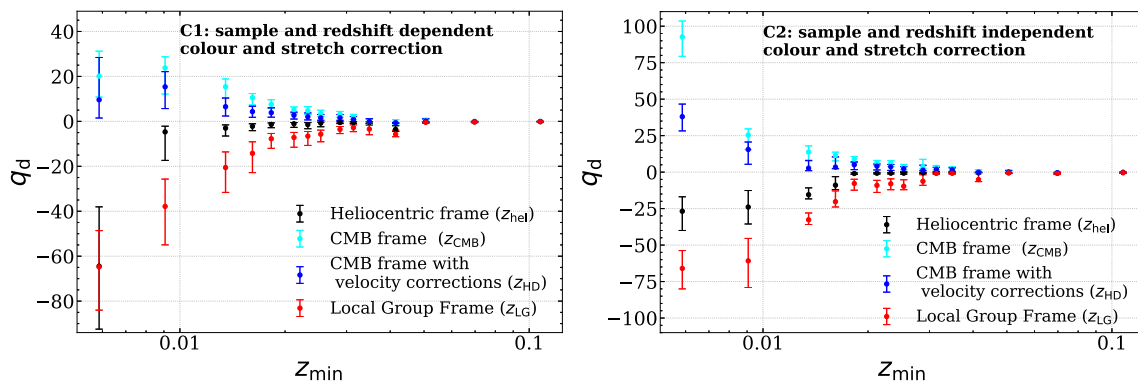 C1: sample and redshift dependent
colour and stretch correction
40
20
0
−20
−40
−60
−80
q_d
Heliocentric frame (z_hel)
CMB frame (z_CMB)
CMB frame with
velocity corrections (z_HD)
Local Group Frame (z_LG)
0.01
0.1
z_min
C2: sample and redshift independent
colour and stretch correction
100
75
50
25
0
−25
−50
−75
−100
q_d
Heliocentric frame (z_hel)
CMB frame (z_CMB)
CMB frame with
velocity corrections (z_HD)
Local Group Frame (z_LG)
0.01
0.1
z_min